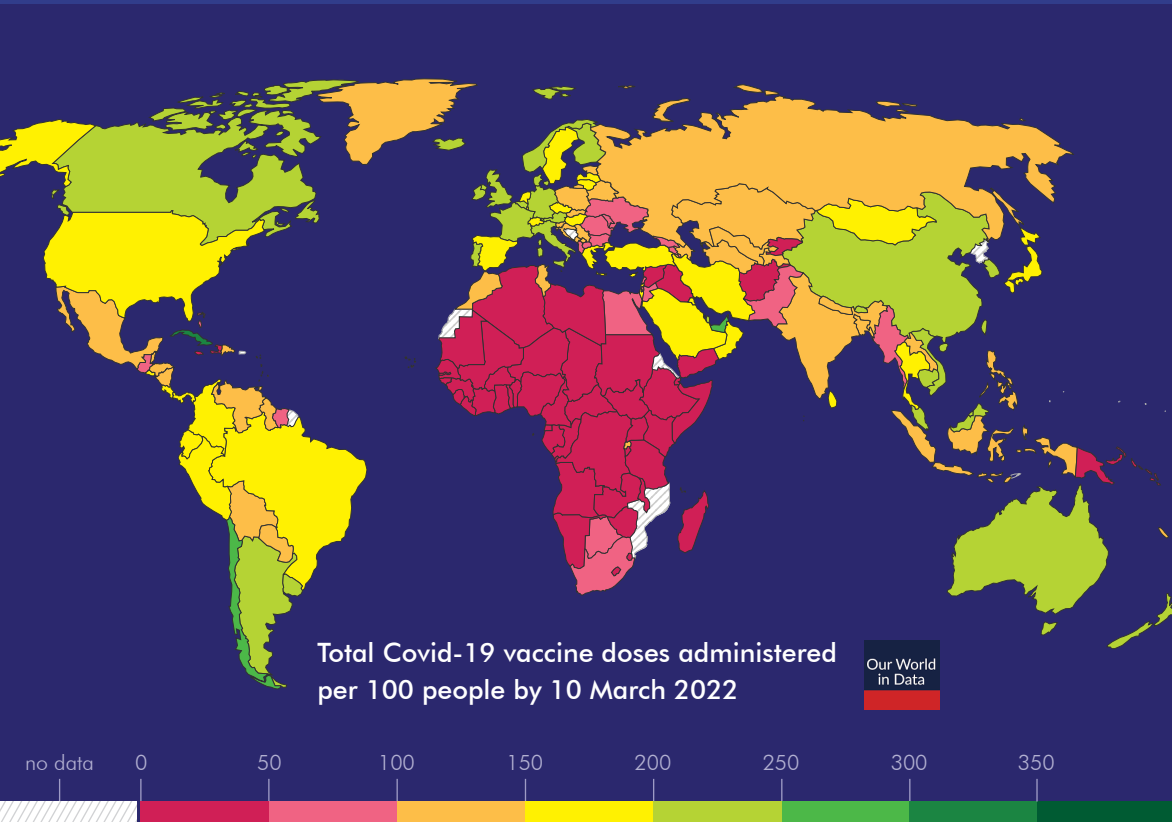 Total Covid-19 vaccine doses administered
per 100 people by 10 March 2022
Our World
in Data
no data 0 50 100 150 200 250 300 350